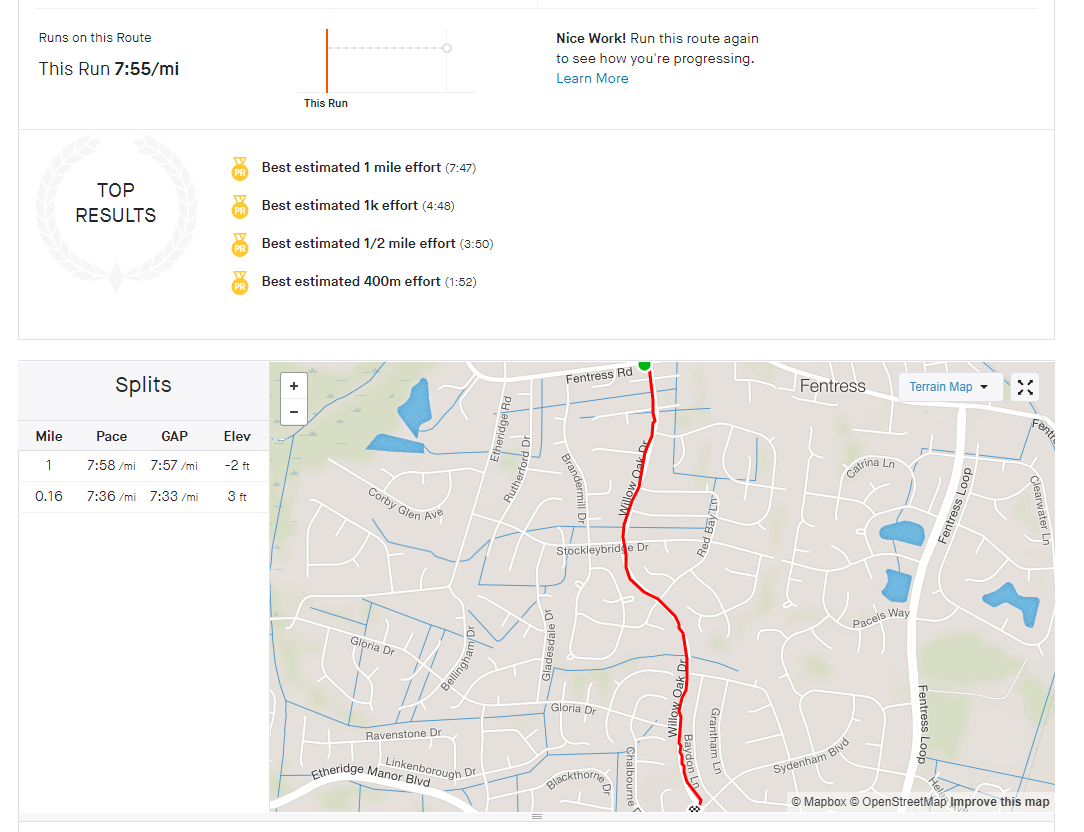 Runs on this Route
This Run 7:55/mi
This Run
Nice Work! Run this route again
to see how you're progressing.
Learn More
TOP
RESULTS
PR Best estimated 1 mile effort (7:47)
PR Best estimated 1k effort (4:48)
PR Best estimated 1/2 mile effort (3:50)
PR Best estimated 400m effort (1:52)
Splits
Mile Pace GAP Elev
1 7:58 /mi 7:57 /mi -2 ft
0.16 7:36 /mi 7:33 /mi 3 ft
+
−
Fentress Rd
Fentress
Terrain Map
Etheridge Rd
Rutherford Dr
Brandermill Dr
Willow Oak Dr
Catrina Ln
Fentress Loop
Clearwater Ln
Corby Glen Ave
Red Bay Ln
Stockleybridge Dr
Pacels Way
Gloria Dr
Bellingham Dr
Gladesdale Dr
Willow Oak Dr
Gloria Dr
Grantham Ln
Fentress Loop
Ravenstone Dr
Baydon Ln
Linkenborough Dr
Etheridge Manor Blvd
Blackthorne Dr
Chalbourne Dr
Sydenham Blvd
© Mapbox © OpenStreetMap Improve this map